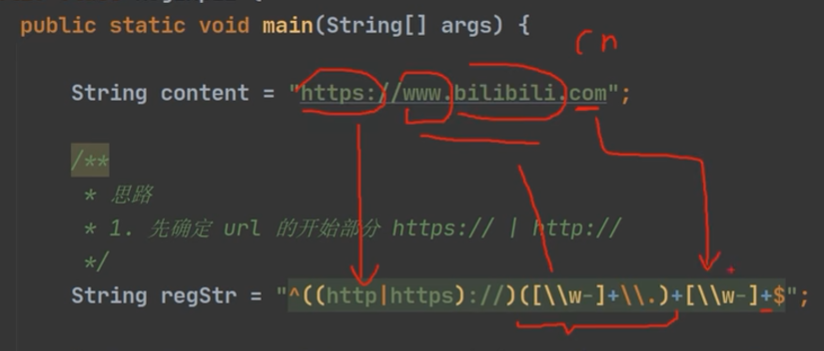 public static void main(String[] args) {
cn
String content = "https://www.bilibili.com";
/**
* 思路
* 1. 先确定 url 的开始部分 https:// | http://
*/
String regStr = "^((http|https)://)([\\w-]+\\.)+[\\w-]+$";